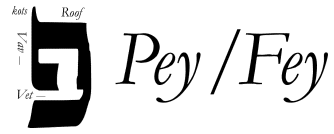 kots Roof
Vav –
פ
Vet –
Pey / Fey